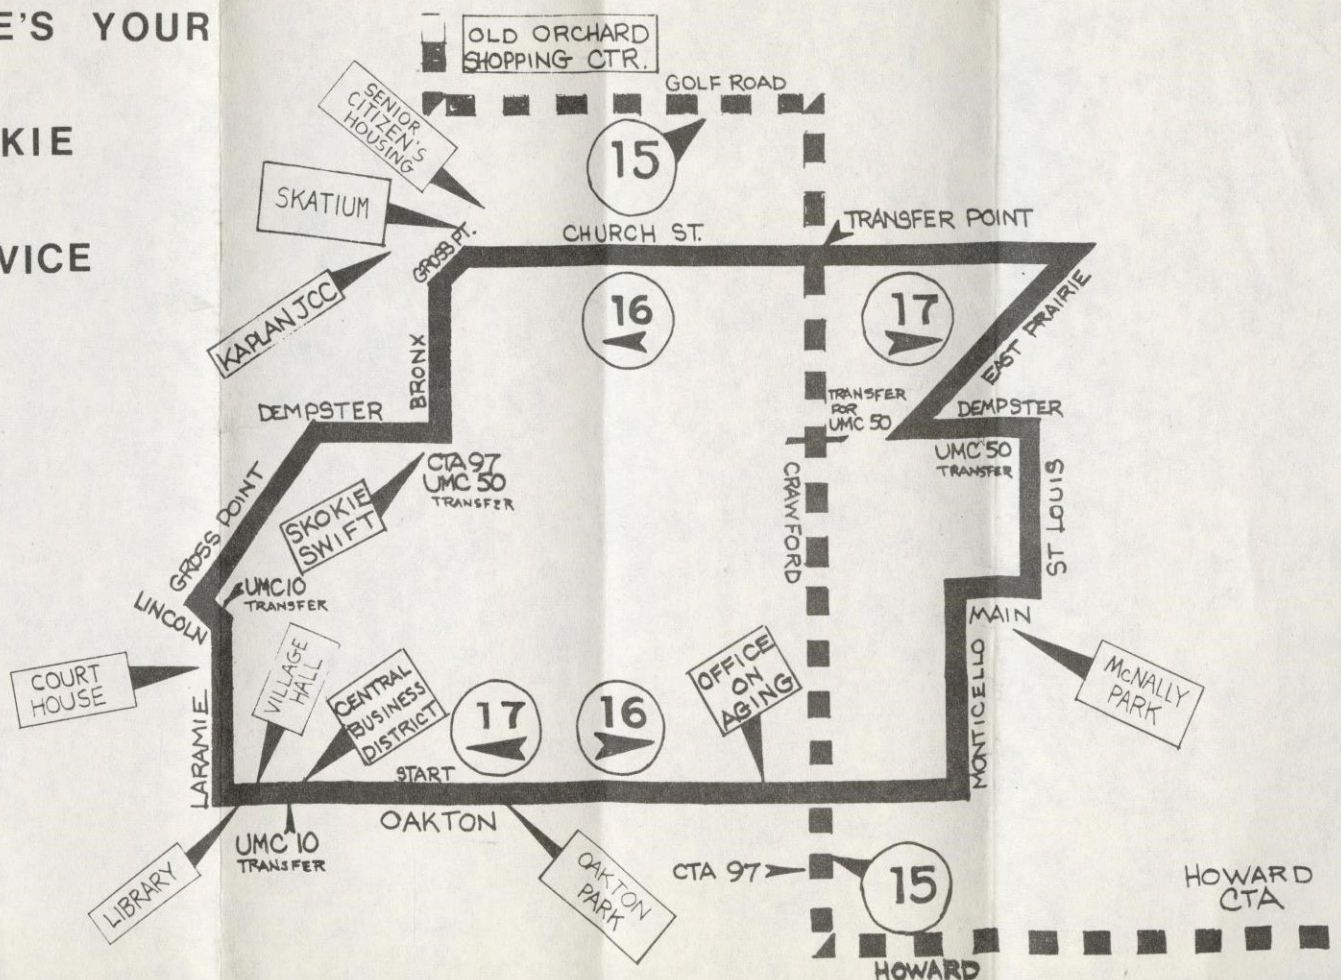 E'S YOUR
KIE
VICE
OLD ORCHARD
SHOPPING CTR.
GOLF ROAD
SENIOR
CITIZEN'S
HOUSING
15
SKATIUM
GROSS PT.
CHURCH ST.
TRANSFER POINT
KAPLAN JCC
16
17
EAST PRAIRIE
BRONX
DEMPSTER
TRANSFER
FOR
UMC 50
DEMPSTER
CTA 97
UMC 50
TRANSFER
UMC 50
TRANSFER
GROSS POINT
SKOKIE
SWIFT
CRAWFORD
ST LOUIS
LINCOLN
UMC10
TRANSFER
MAIN
COURT
HOUSE
VILLAGE
HALL
CENTRAL
BUSINESS
DISTRICT
17
16
OFFICE
ON
AGING
McNALLY
PARK
LARAMIE
MONTICELLO
START
OAKTON
UMC 10
TRANSFER
LIBRARY
OAKTON
PARK
CTA 97
15
HOWARD
CTA
HOWARD